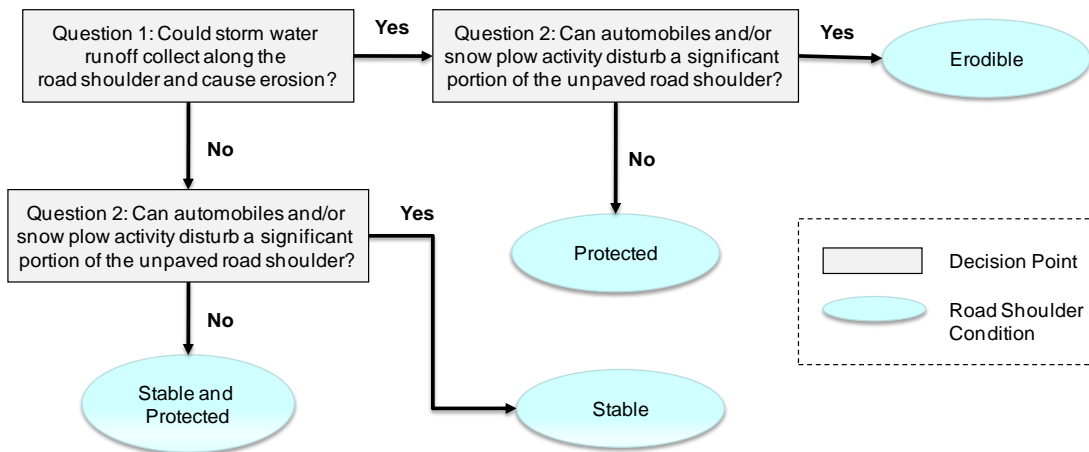 Question 1: Could storm water
runoff collect along the
road shoulder and cause erosion?
Yes
Question 2: Can automobiles and/or
snow plow activity disturb a significant
portion of the unpaved road shoulder?
Yes
Erodible
No
No
Question 2: Can automobiles and/or
snow plow activity disturb a significant
portion of the unpaved road shoulder?
Yes
Protected
Decision Point
Road Shoulder
Condition
No
Stable and
Protected
Stable